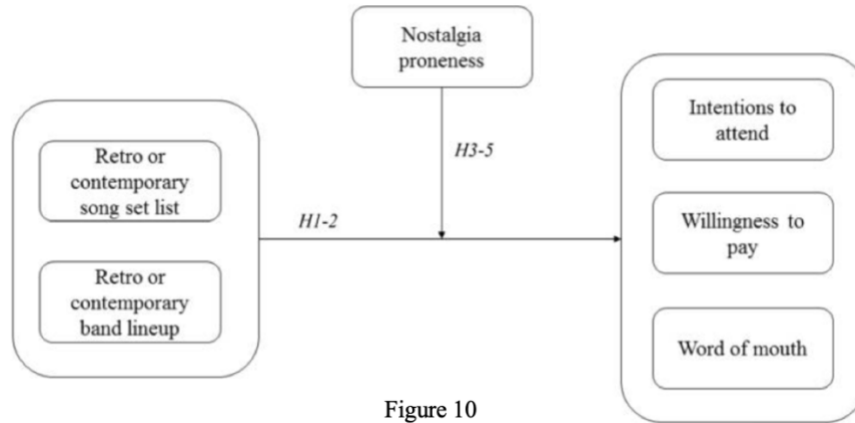 Nostalgia
proneness
Retro or
contemporary
song set list
Retro or
contemporary
band lineup
H1-2
H3-5
Intentions to
attend
Willingness to
pay
Word of mouth
Figure 10